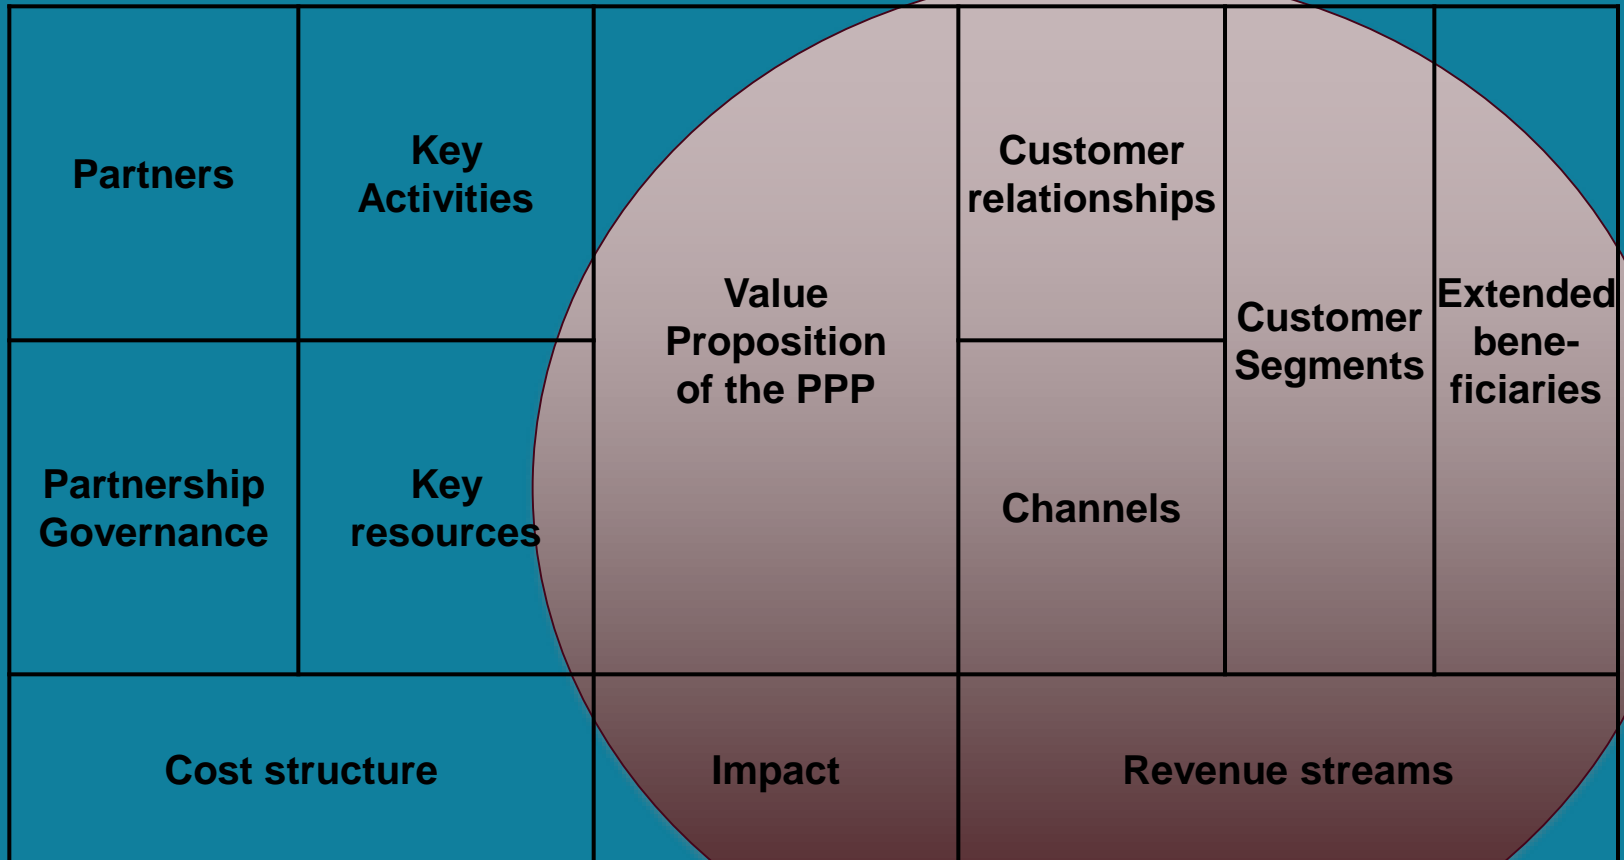 Partners
Key
Activities
Value
Proposition
of the PPP
Customer
relationships
Customer
Segments
Extended
bene-
ficiaries
Partnership
Governance
Key
resources
Channels
Cost structure
Impact
Revenue streams